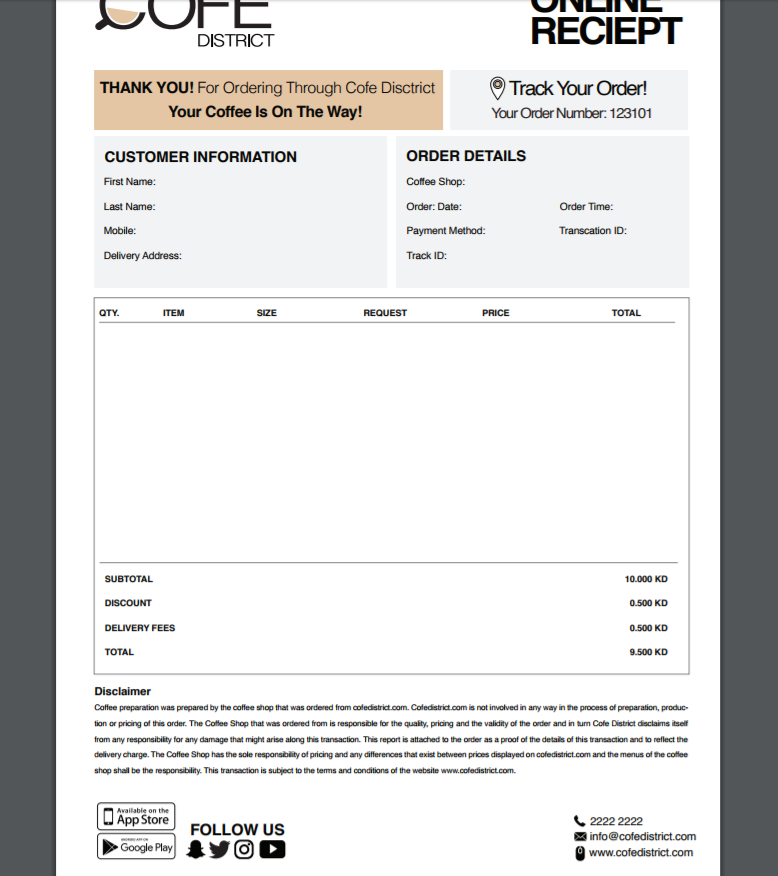 COFE
DISTRICT
ONLINE
RECIEPT
THANK YOU! For Ordering Through Cofe Disctrict
Your Coffee Is On The Way!
Track Your Order!
Your Order Number: 123101
CUSTOMER INFORMATION
First Name:
Last Name:
Mobile:
Delivery Address:
ORDER DETAILS
Coffee Shop:
Order: Date: Order Time:
Payment Method: Transcation ID:
Track ID:
QTY. ITEM SIZE REQUEST PRICE TOTAL
SUBTOTAL 10.000 KD
DISCOUNT 0.500 KD
DELIVERY FEES 0.500 KD
TOTAL 9.500 KD
Disclaimer
Coffee preparation was prepared by the coffee shop that was ordered from cofedistrict.com. Cofedistrict.com is not involved in any way in the process of preparation, produc-
tion or pricing of this order. The Coffee Shop that was ordered from is responsible for the quality, pricing and the validity of the order and in turn Cofe District disclaims itself
from any responsibility for any damage that might arise along this transaction. This report is attached to the order as a proof of the details of this transaction and to reflect the
delivery charge. The Coffee Shop has the sole responsibility of pricing and any differences that exist between prices displayed on cofedistrict.com and the menus of the coffee
shop shall be the responsibility. This transaction is subject to the terms and conditions of the website www.cofedistrict.com.
Available on the
App Store
ANDROID APP ON
Google Play
FOLLOW US
2222 2222
info@cofedistrict.com
www.cofedistrict.com